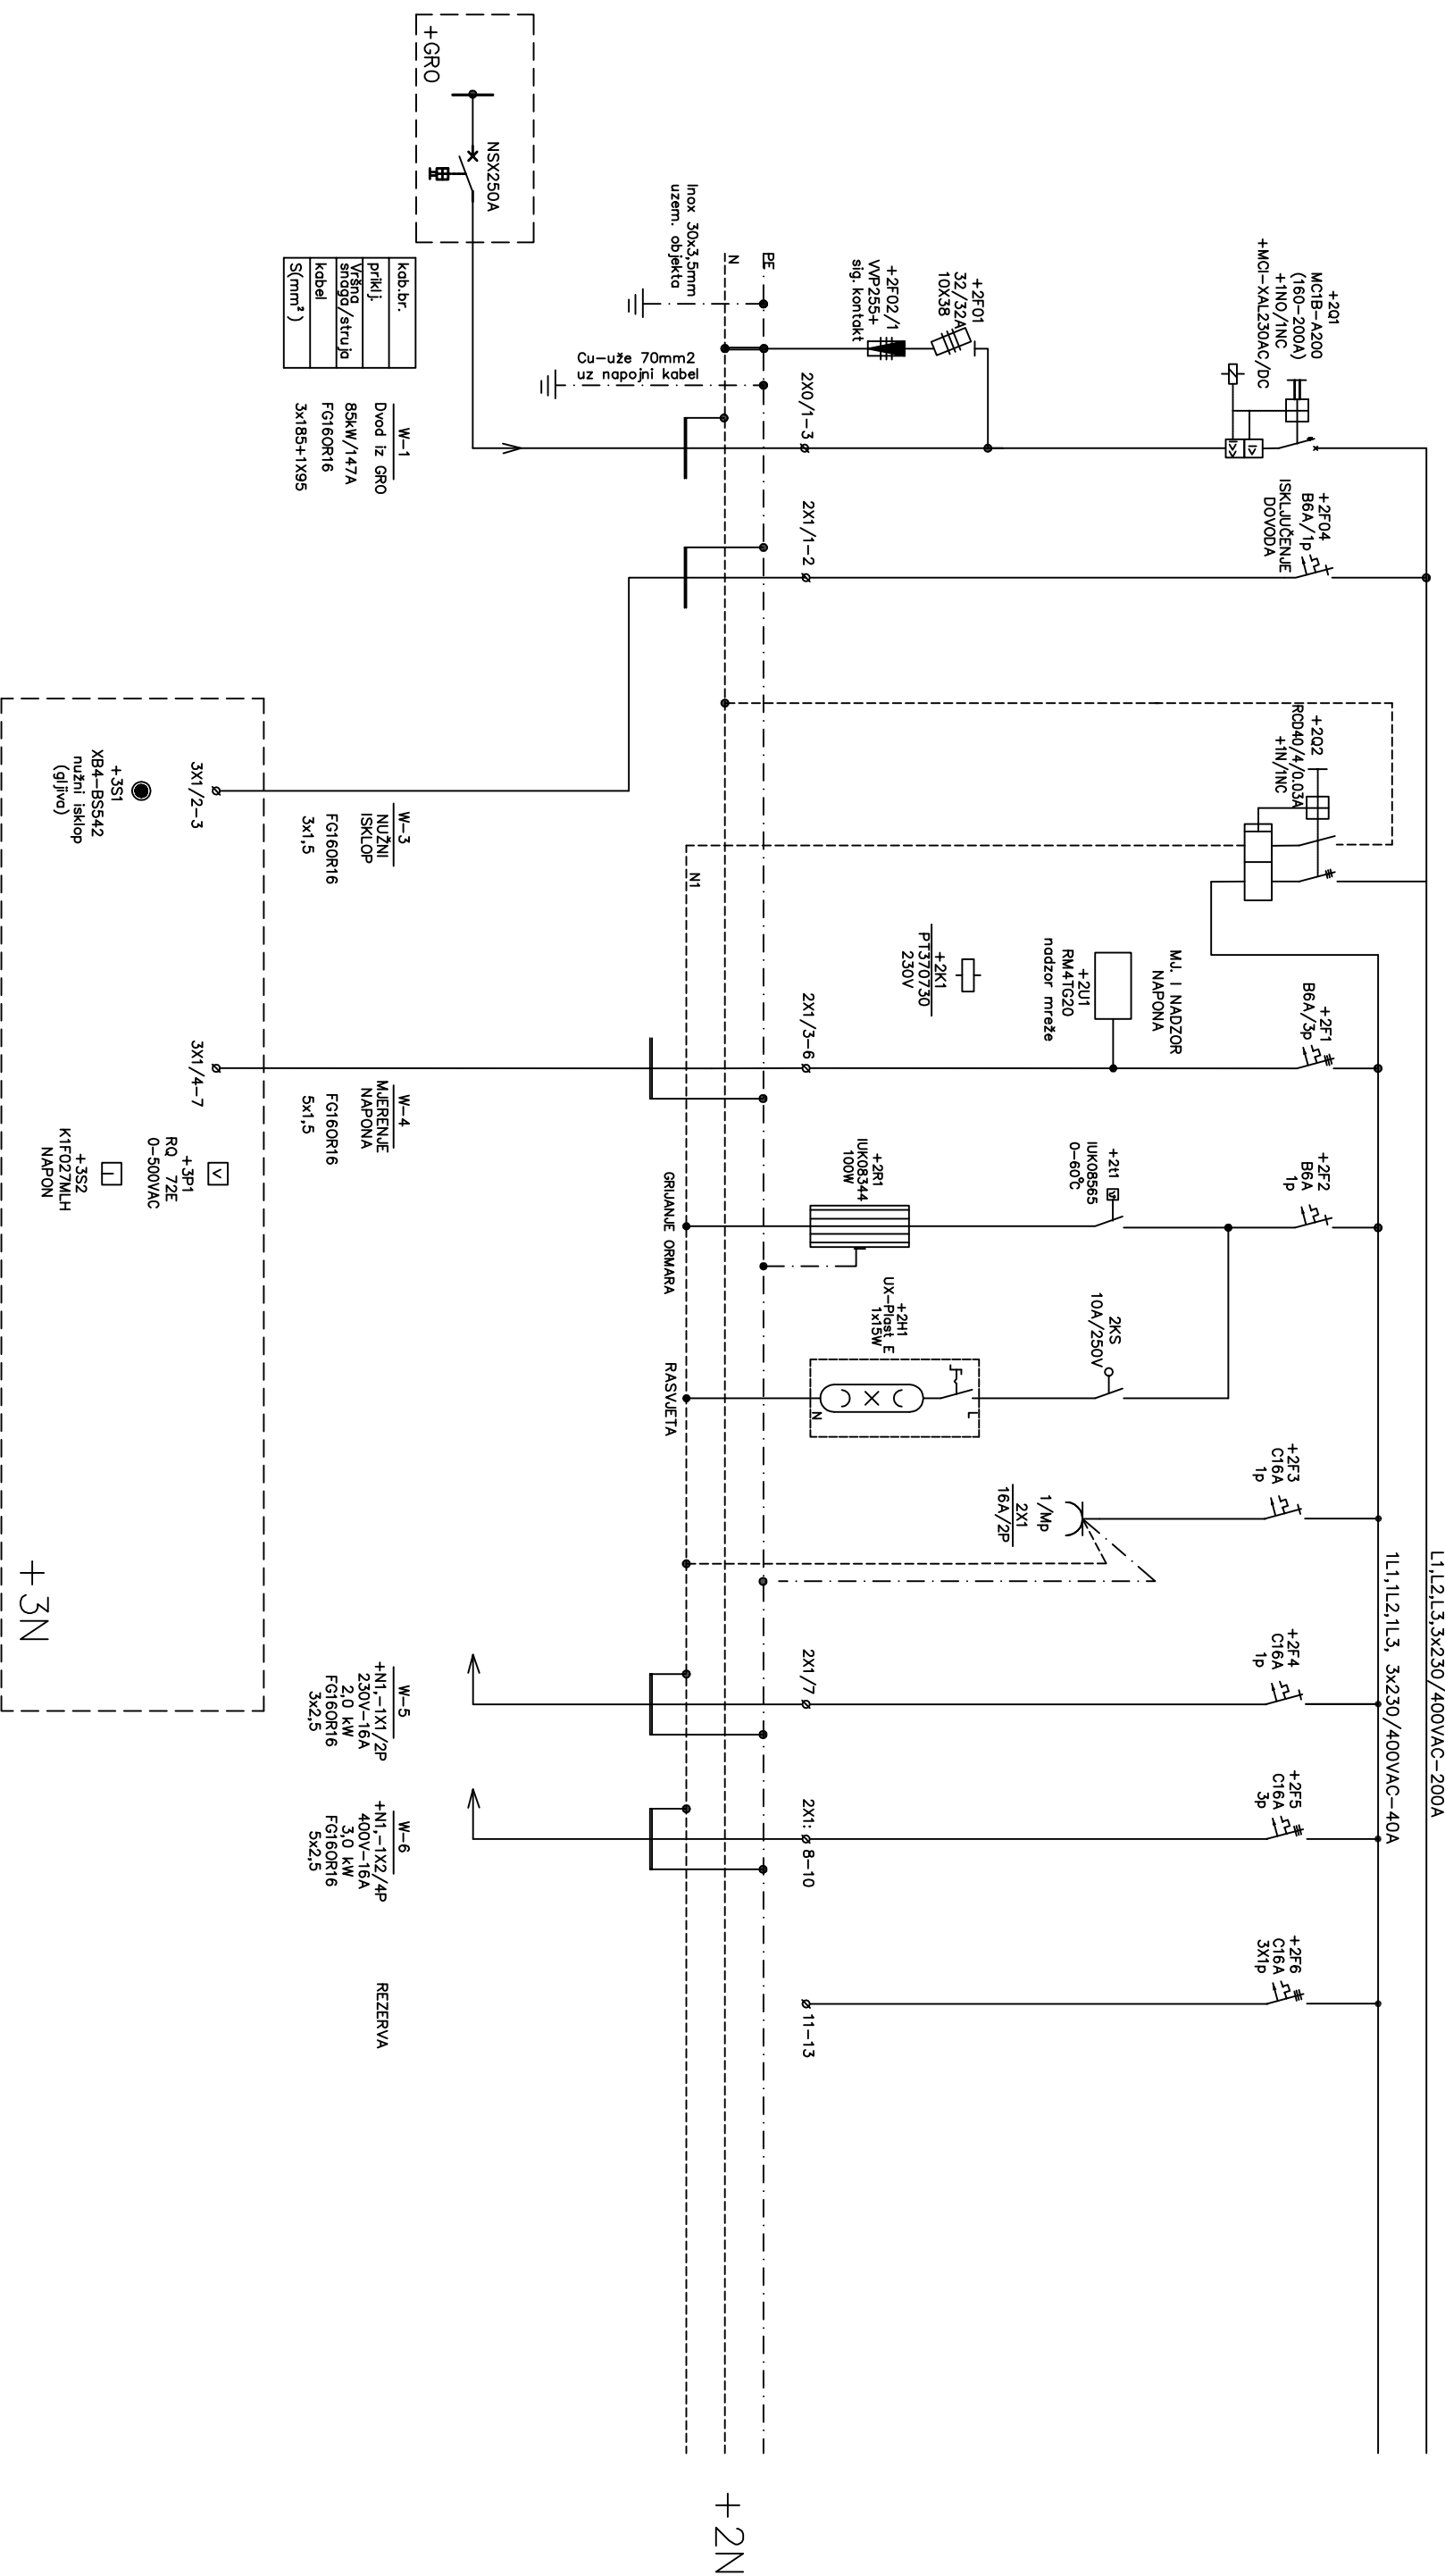 L1,L2,L3,3x230/400VAC-200A
1L1,1L2,1L3, 3x230/400VAC-40A
+2Q1
MC1B-A200
(160-200A)
+1NO/1NC
+MCI-XAL230AC/DC
+2F04
B6A/1p
ISKLJUČENJE
DOVODA
+2Q2
RCD40/4/0.03A
+1N/1NC
+2F1
B6A/3p
+2F2
B6A
1p
+2F3
C16A
1p
+2F4
C16A
1p
+2F5
C16A
3p
+2F6
C16A
3X1p
MJ. I NADZOR
NAPONA
+2U1
RM4TG20
nadzor mreže
+2K1
PT370730
230V
+2t1
IUK08565
0-60°C
2KS
10A/250V
1/Mp
2X1
16A/2P
+2F01
32/32A
10X38
+2F02/1
VVP255+
sig. kontakt
+2R1
IUK08344
100W
+2H1
UX-Plast E
1x15W
L
N
2X0/1-3
2X1/1-2
2X1/3-6
2X1/7
2X1: 8-10
11-13
PE
N
N1
Inox 30x3,5mm
uzem. objekta
Cu-uže 70mm2
uz napojni kabel
GRIJANJE ORMARA
RASVJETA
+2N
+GRO
NSX250A
kab.br.
priklj.
Vršna
snaga/struja
kabel
S(mm²)
W-1
Dvod iz GRO
85kW/147A
FG16OR16
3x185+1X95
W-3
NUŽNI
ISKLOP
FG16OR16
3x1,5
W-4
MJERENJE
NAPONA
FG16OR16
5x1,5
W-5
+N1,-1X1/2P
230V-16A
2,0 kW
FG16OR16
3x2,5
W-6
+N1,-1X2/4P
400V-16A
3,0 kW
FG16OR16
5x2,5
REZERVA
3X1/2-3
3X1/4-7
+3S1
XB4-BS542
nužni isklop
(gljiva)
V
+3P1
RQ 72E
0-500VAC
+3S2
K1F027MLH
NAPON
+3N